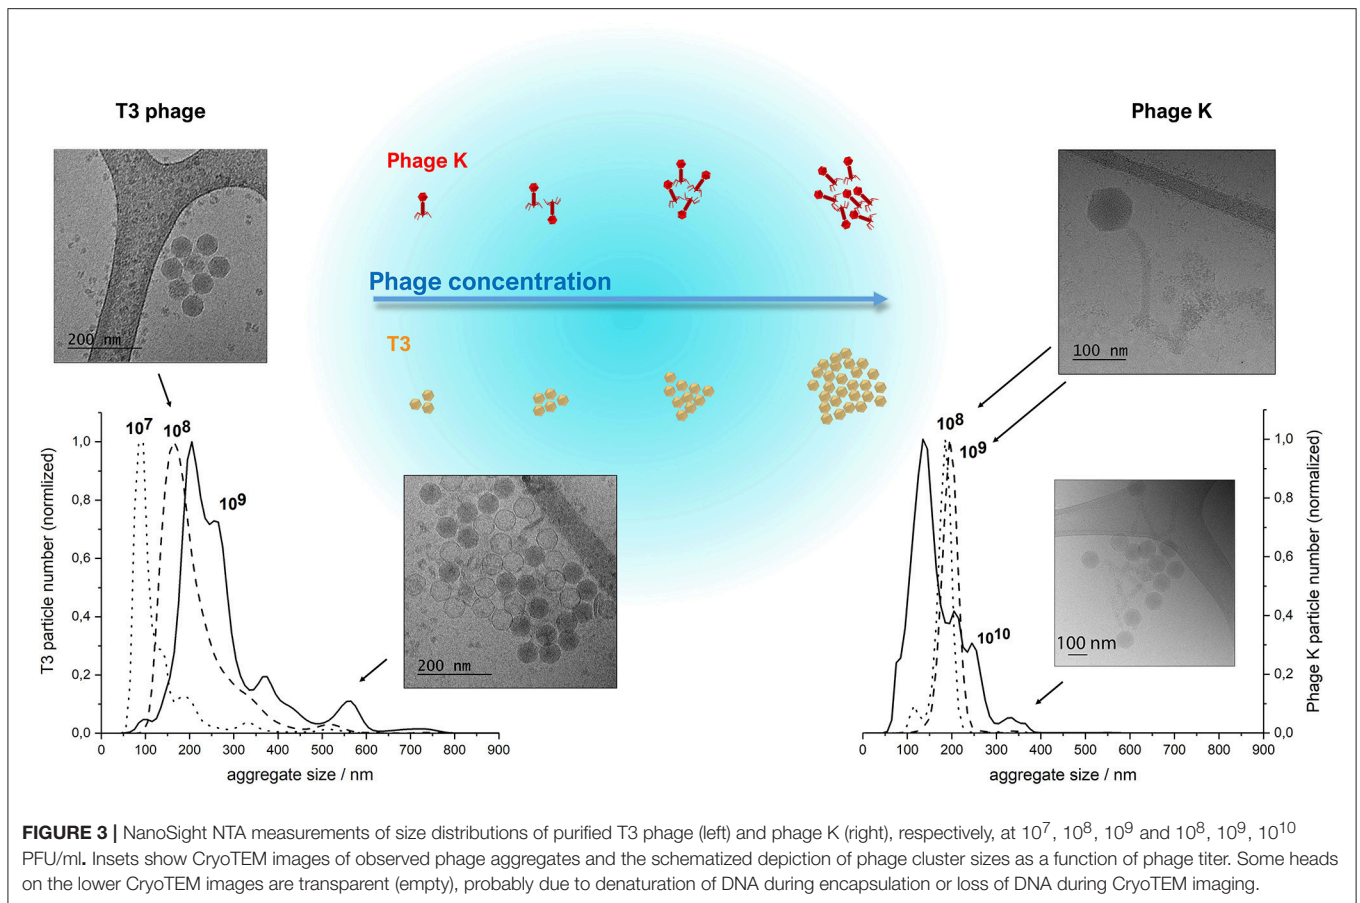 T3 phage
Phage K
Phage K
Phage concentration
T3
200 nm
100 nm
10⁷
10⁸
10⁹
1,0
0,8
0,6
0,4
0,2
0,0
T3 particle number (normlized)
0 100 200 300 400 500 600 700 800 900
aggregate size / nm
200 nm
10⁸
10⁹
10¹⁰
100 nm
1,0
0,8
0,6
0,4
0,2
0,0
Phage K particle number (normalized)
0 100 200 300 400 500 600 700 800 900
aggregate size / nm
FIGURE 3 | NanoSight NTA measurements of size distributions of purified T3 phage (left) and phage K (right), respectively, at 10⁷, 10⁸, 10⁹ and 10⁸, 10⁹, 10¹⁰
PFU/ml. Insets show CryoTEM images of observed phage aggregates and the schematized depiction of phage cluster sizes as a function of phage titer. Some heads
on the lower CryoTEM images are transparent (empty), probably due to denaturation of DNA during encapsulation or loss of DNA during CryoTEM imaging.